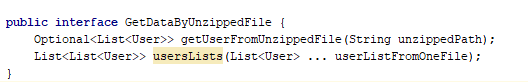 public interface GetDataByUnzippedFile {
    Optional<List<User>> getUserFromUnzippedFile(String unzippedPath);
    List<List<User>> usersLists(List<User> ... userListFromOneFile);
}